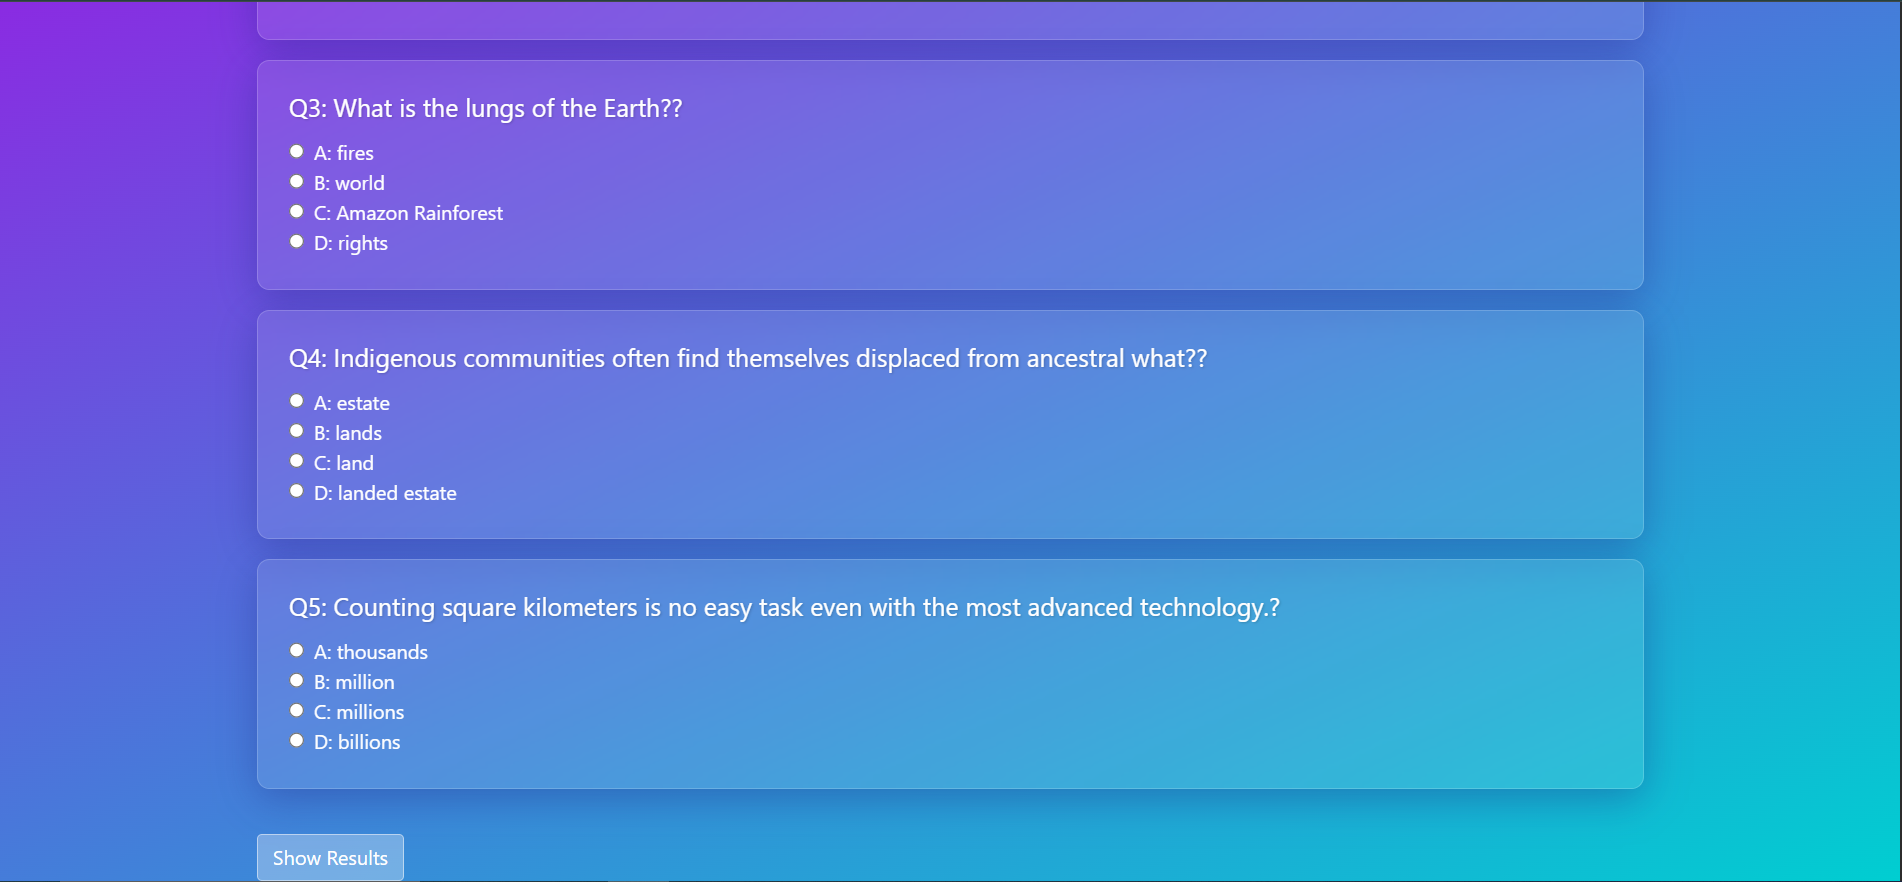 Q3: What is the lungs of the Earth??
A: fires
B: world
C: Amazon Rainforest
D: rights
Q4: Indigenous communities often find themselves displaced from ancestral what??
A: estate
B: lands
C: land
D: landed estate
Q5: Counting square kilometers is no easy task even with the most advanced technology.?
A: thousands
B: million
C: millions
D: billions
Show Results